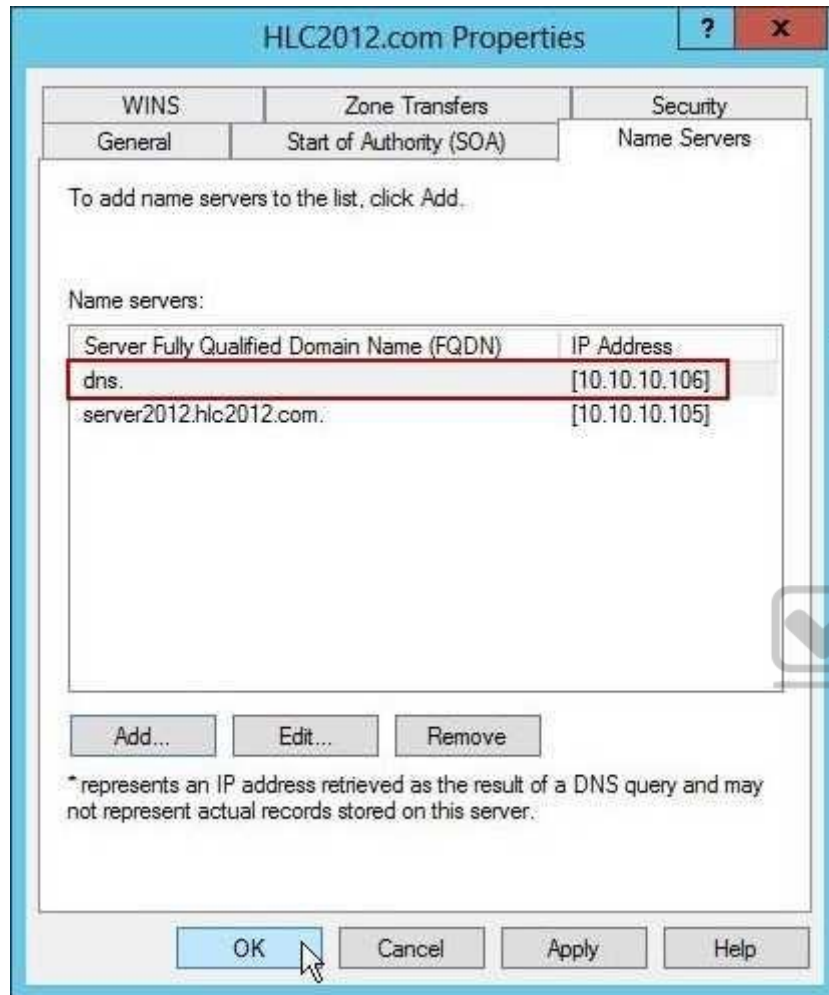 HLC2012.com Properties
? x
WINS Zone Transfers Security
General Start of Authority (SOA) Name Servers
To add name servers to the list, click Add.
Name servers:
Server Fully Qualified Domain Name (FQDN) IP Address
dns. [10.10.10.106]
server2012.hlc2012.com. [10.10.10.105]
Add... Edit... Remove
* represents an IP address retrieved as the result of a DNS query and may
not represent actual records stored on this server.
OK Cancel Apply Help